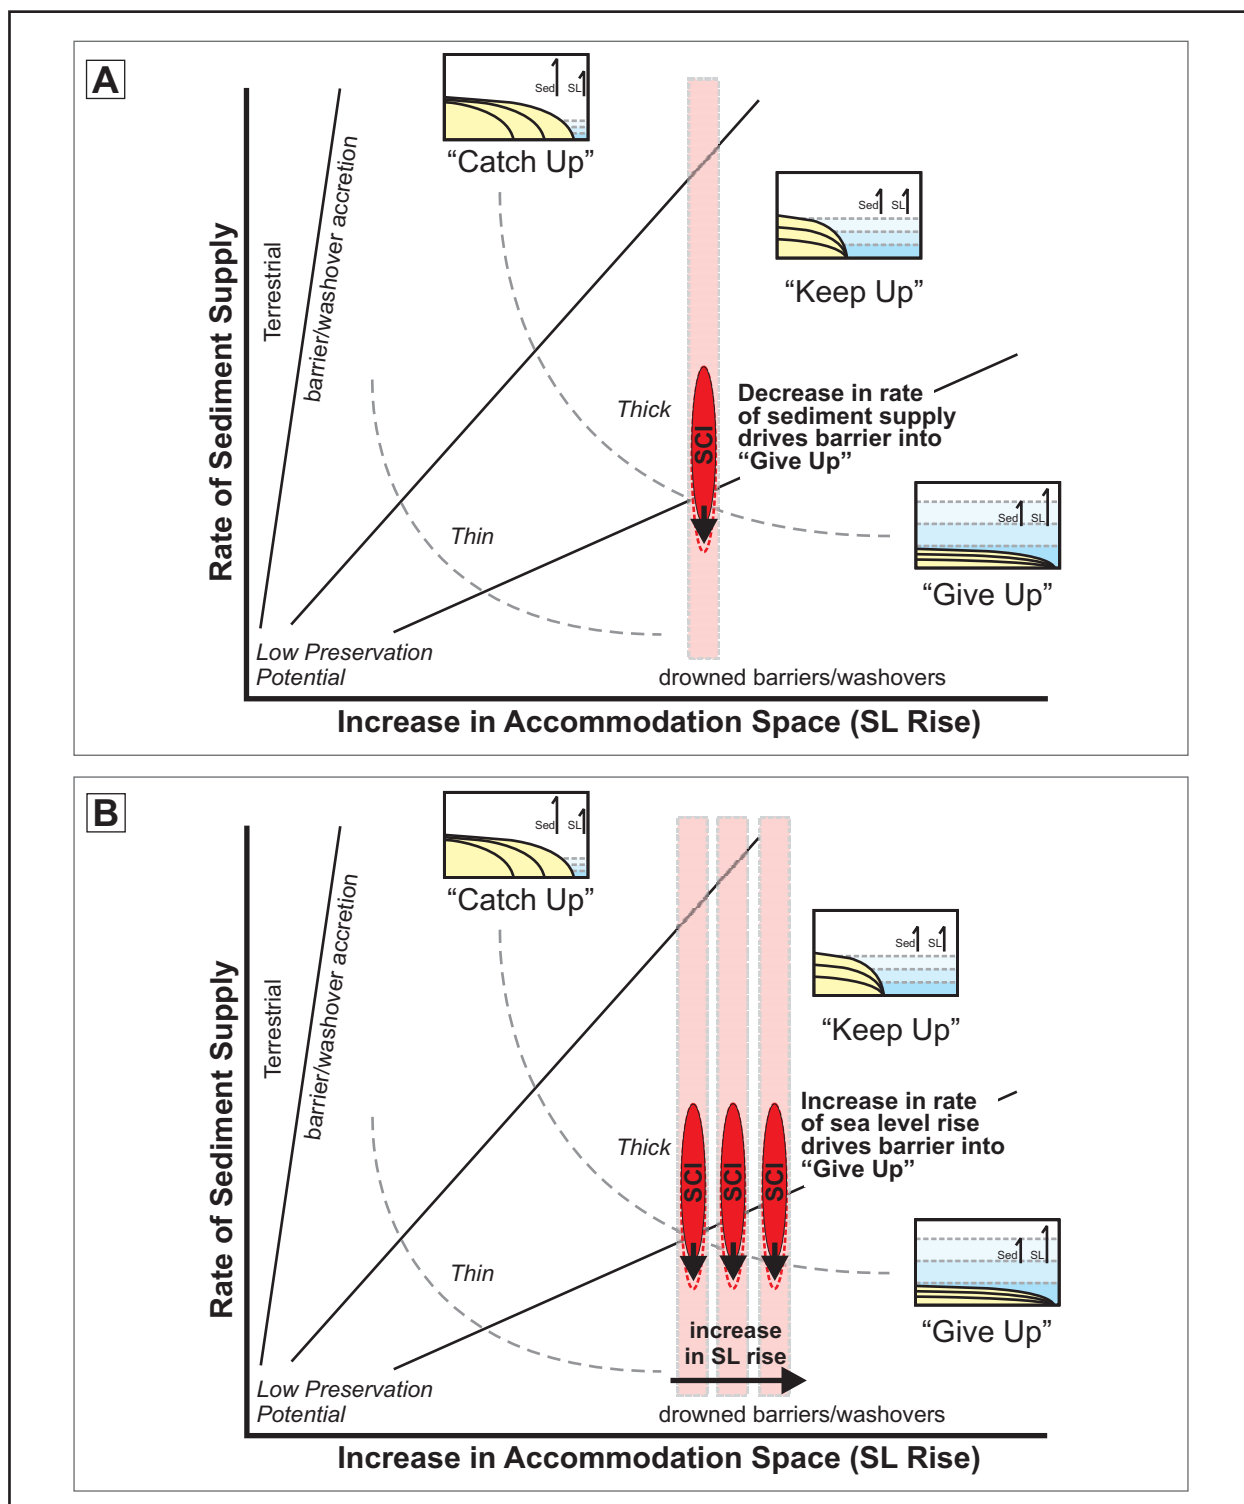 A
Sed SL
“Catch Up”
Sed SL
“Keep Up”
Rate of Sediment Supply
Terrestrial
barrier/washover accretion
Thick
Decrease in rate
of sediment supply
drives barrier into
“Give Up”
SCI
Thin
Sed SL
“Give Up”
Low Preservation
Potential
drowned barriers/washovers
Increase in Accommodation Space (SL Rise)
B
Sed SL
“Catch Up”
Sed SL
“Keep Up”
Rate of Sediment Supply
Terrestrial
barrier/washover accretion
Thick
Increase in rate
of sea level rise
drives barrier into
“Give Up”
SCI SCI SCI
Thin
Sed SL
“Give Up”
increase
in SL rise
Low Preservation
Potential
drowned barriers/washovers
Increase in Accommodation Space (SL Rise)